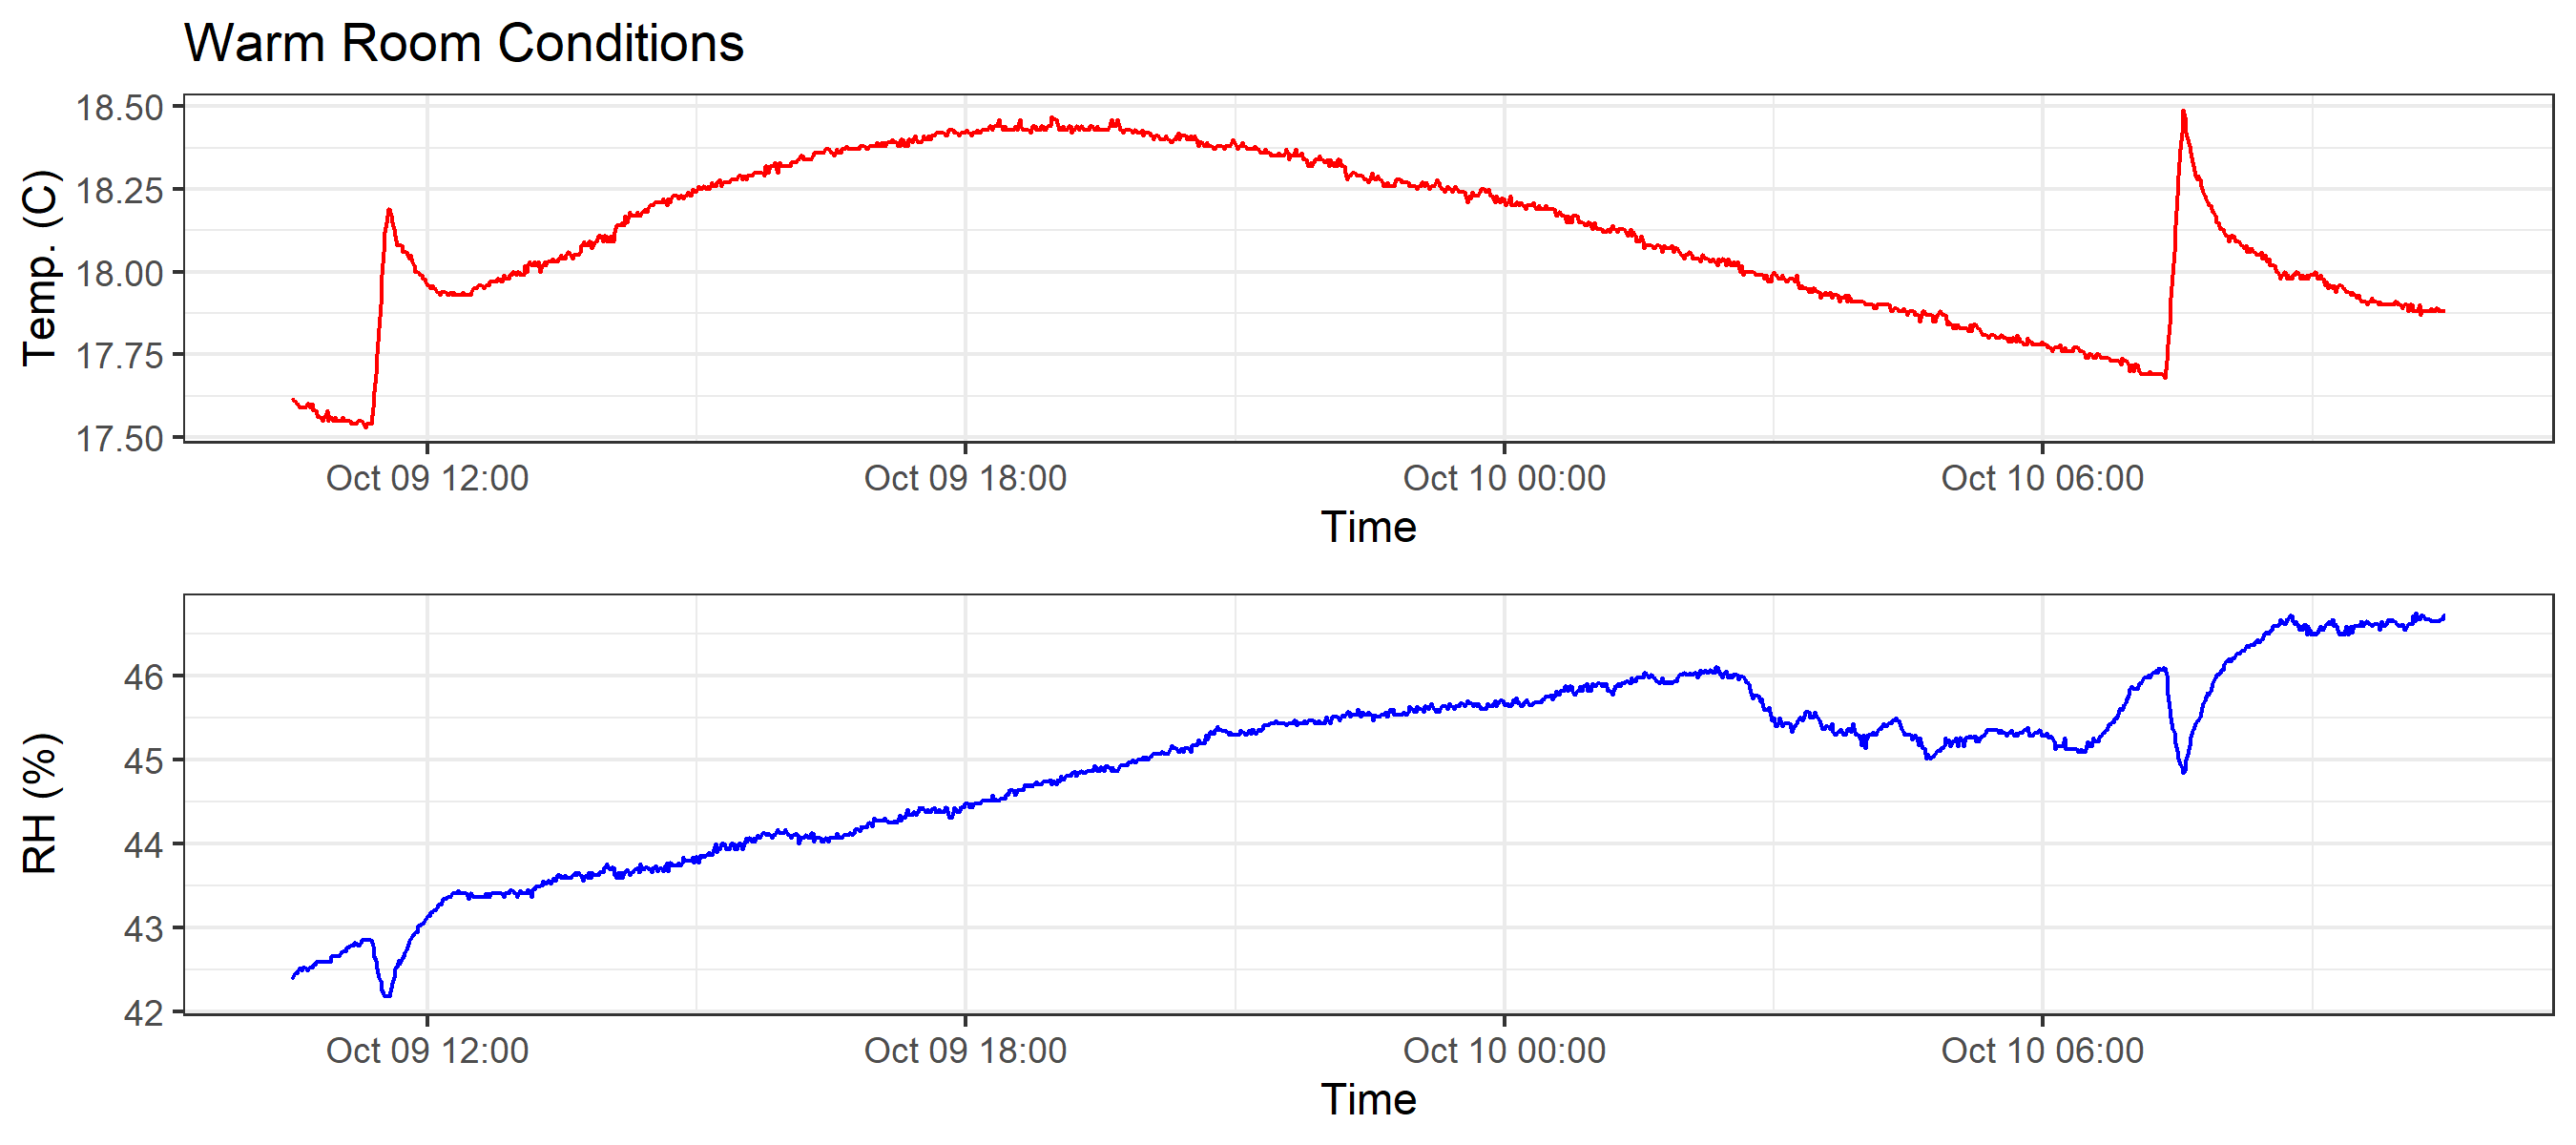 Warm Room Conditions
Temp. (C)
18.50
18.25
18.00
17.75
17.50
Oct 09 12:00 Oct 09 18:00 Oct 10 00:00 Oct 10 06:00
Time
RH (%)
46
45
44
43
42
Oct 09 12:00 Oct 09 18:00 Oct 10 00:00 Oct 10 06:00
Time